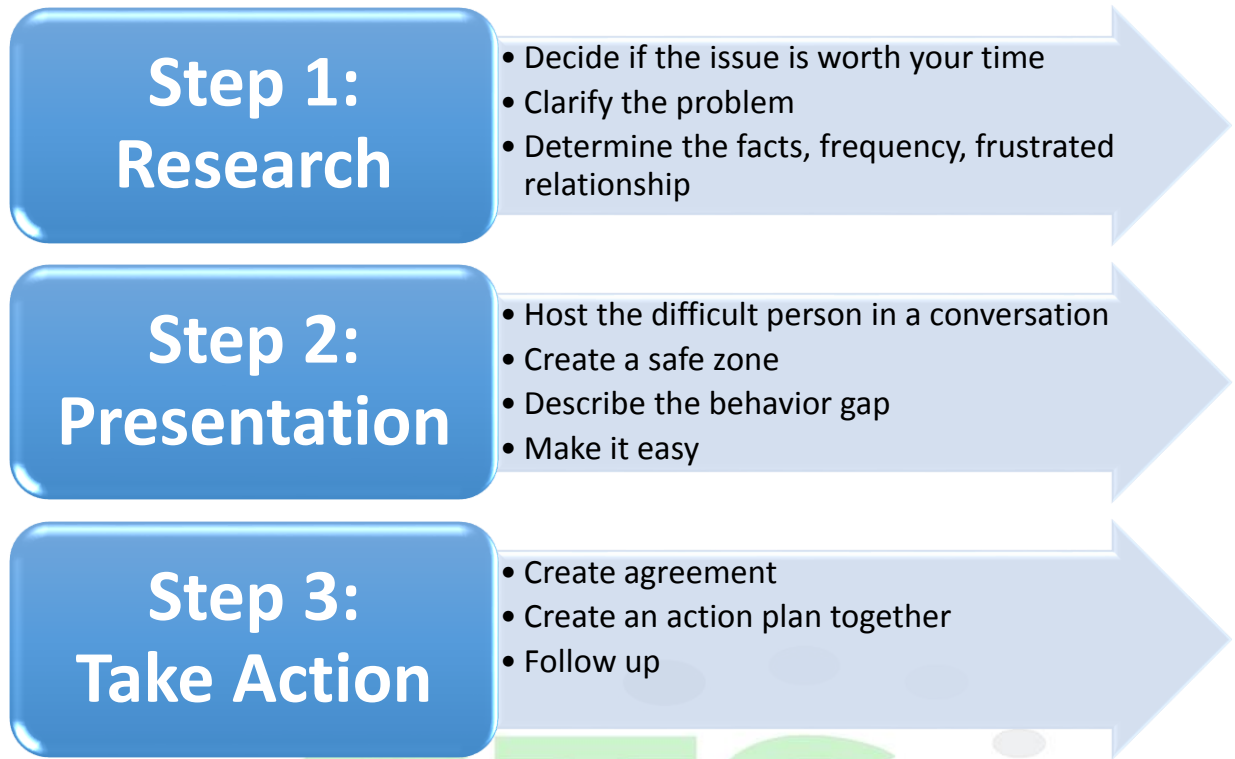 Step 1:
Research
• Decide if the issue is worth your time
• Clarify the problem
• Determine the facts, frequency, frustrated
relationship
Step 2:
Presentation
• Host the difficult person in a conversation
• Create a safe zone
• Describe the behavior gap
• Make it easy
Step 3:
Take Action
• Create agreement
• Create an action plan together
• Follow up